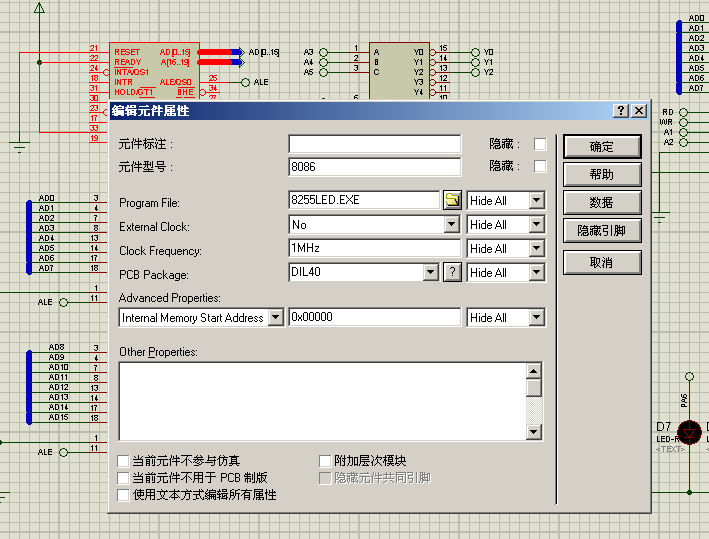 21 RESET AD[0..15] AD[0..15]
22 READY A[16..19]
24 INTA/QS1
18 INTR ALE/QS0 25 ALE
31 HOLD/GT1 BHE 34
30
23
17
33
19
A3 1 A Y0 15 Y0
A4 2 B Y1 14 Y1
A5 3 C Y2 13 Y2
Y3 12
Y4 11
AD0
AD1
AD2
AD3
AD4
AD5
AD6
AD7
RD
WR
A1
A2
AD0 3
AD1 4
AD2 7
AD3 8
AD4 13
AD5 14
AD6 17
AD7 18
1
ALE 11
AD8 3
AD9 4
AD10 7
AD11 8
AD12 13
AD13 14
AD14 17
AD15 18
1
ALE 11
编辑元件属性
元件标注 : 隐藏 :
元件型号 : 8086 隐藏 :
Program File: 8255LED.EXE Hide All
External Clock: No Hide All
Clock Frequency: 1MHz Hide All
PCB Package: DIL40 ? Hide All
Advanced Properties:
Internal Memory Start Address 0x00000 Hide All
Other Properties:
当前元件不参与仿真 附加层次模块
当前元件不用于 PCB 制版 隐藏元件共同引脚
使用文本方式编辑所有属性
确定
帮助
数据
隐藏引脚
取消
PA6
D7
LED-R
<TEXT>